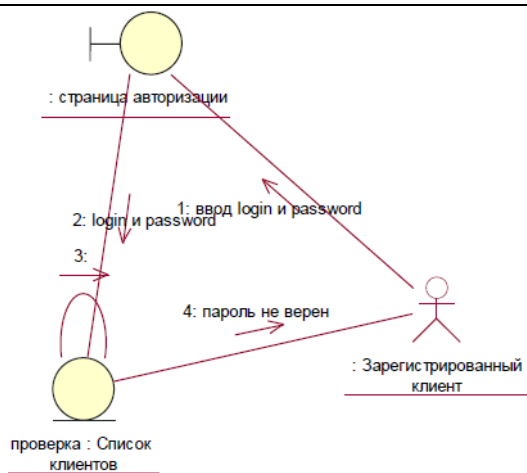 : страница авторизации
1: ввод login и password
2: login и password
3:
4: пароль не верен
: Зарегистрированный
клиент
проверка : Список
клиентов